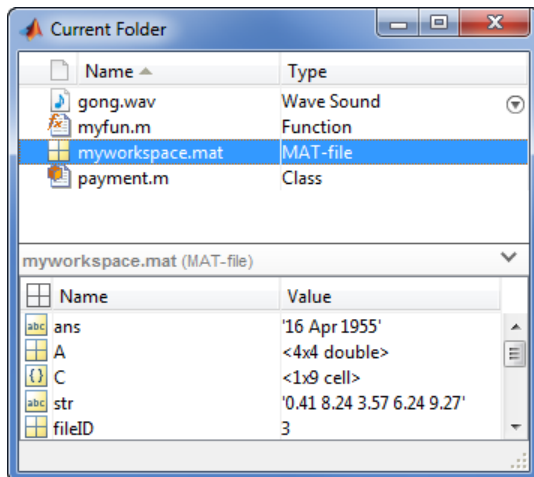 Current Folder
Name Type
gong.wav Wave Sound
myfun.m Function
myworkspace.mat MAT-file
payment.m Class
myworkspace.mat (MAT-file)
Name Value
abc ans '16 Apr 1955'
A <4x4 double>
{} C <1x9 cell>
abc str '0.41 8.24 3.57 6.24 9.27'
fileID 3